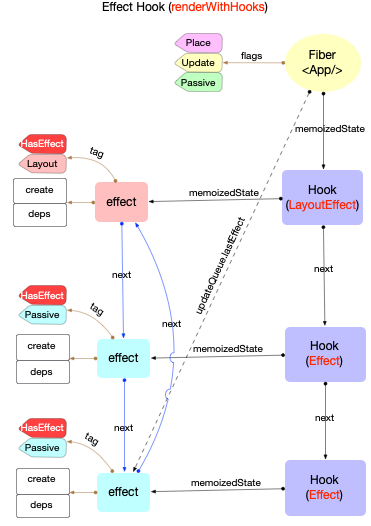 Effect Hook (renderWithHooks)
Place
Update
Passive
flags
Fiber
<App/>
memoizedState
HasEffect
Layout
tag
create
deps
effect
memoizedState
Hook
(LayoutEffect)
updateQueue.lastEffect
next
next
next
HasEffect
Passive
tag
create
deps
effect
memoizedState
Hook
(Effect)
next
next
HasEffect
Passive
tag
create
deps
effect
memoizedState
Hook
(Effect)